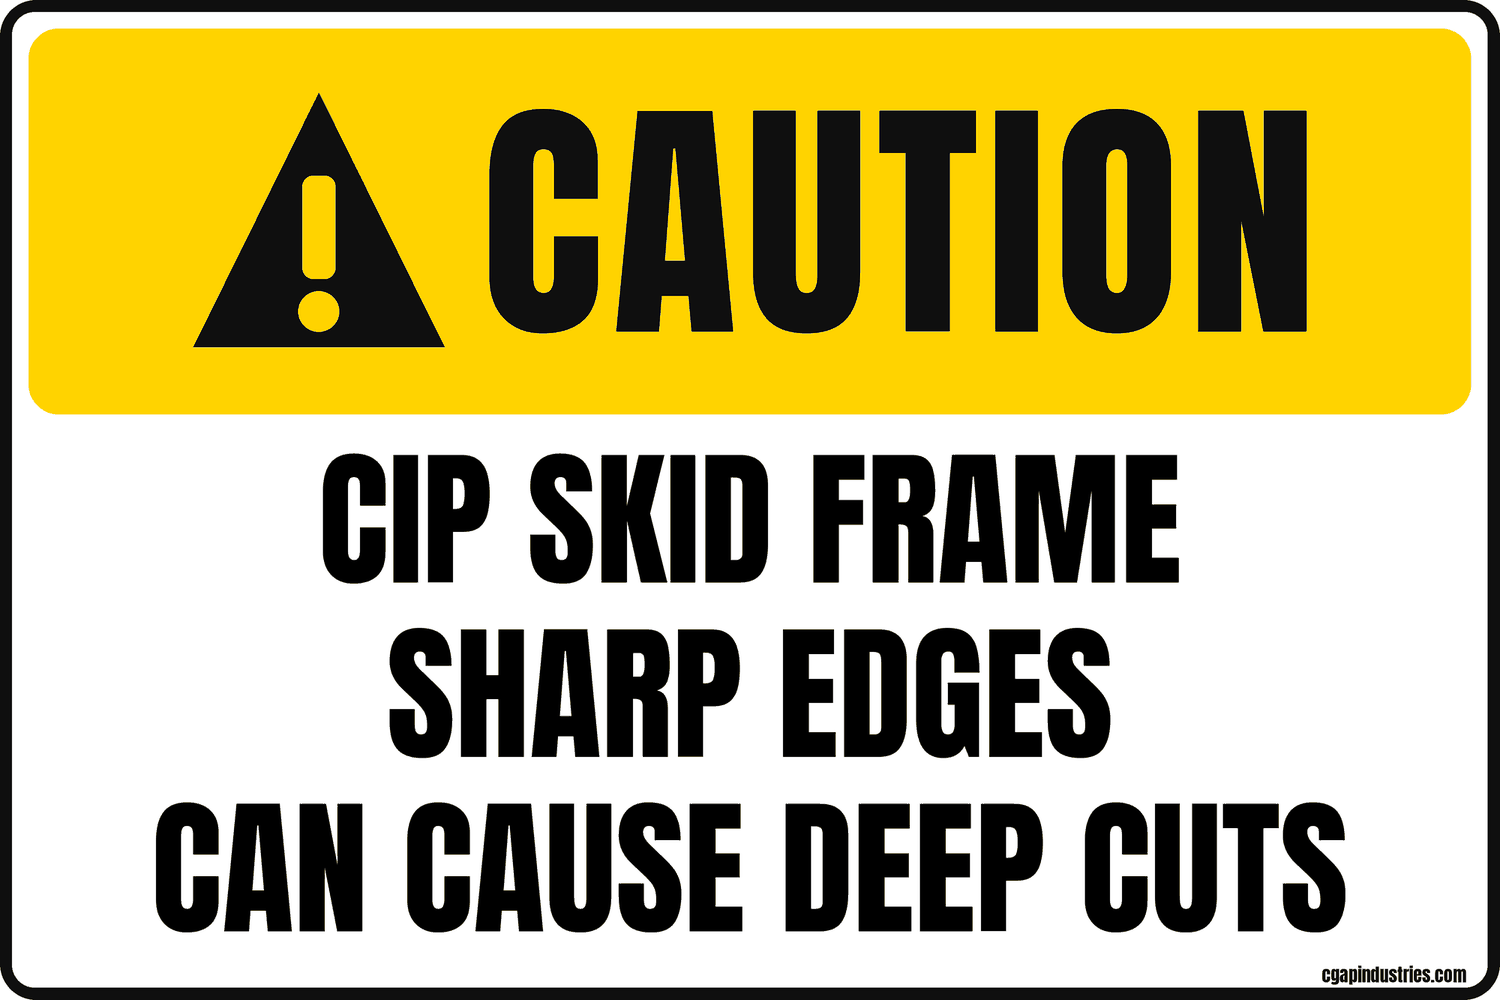 CAUTION
CIP SKID FRAME
SHARP EDGES
CAN CAUSE DEEP CUTS
cgapindustries.com